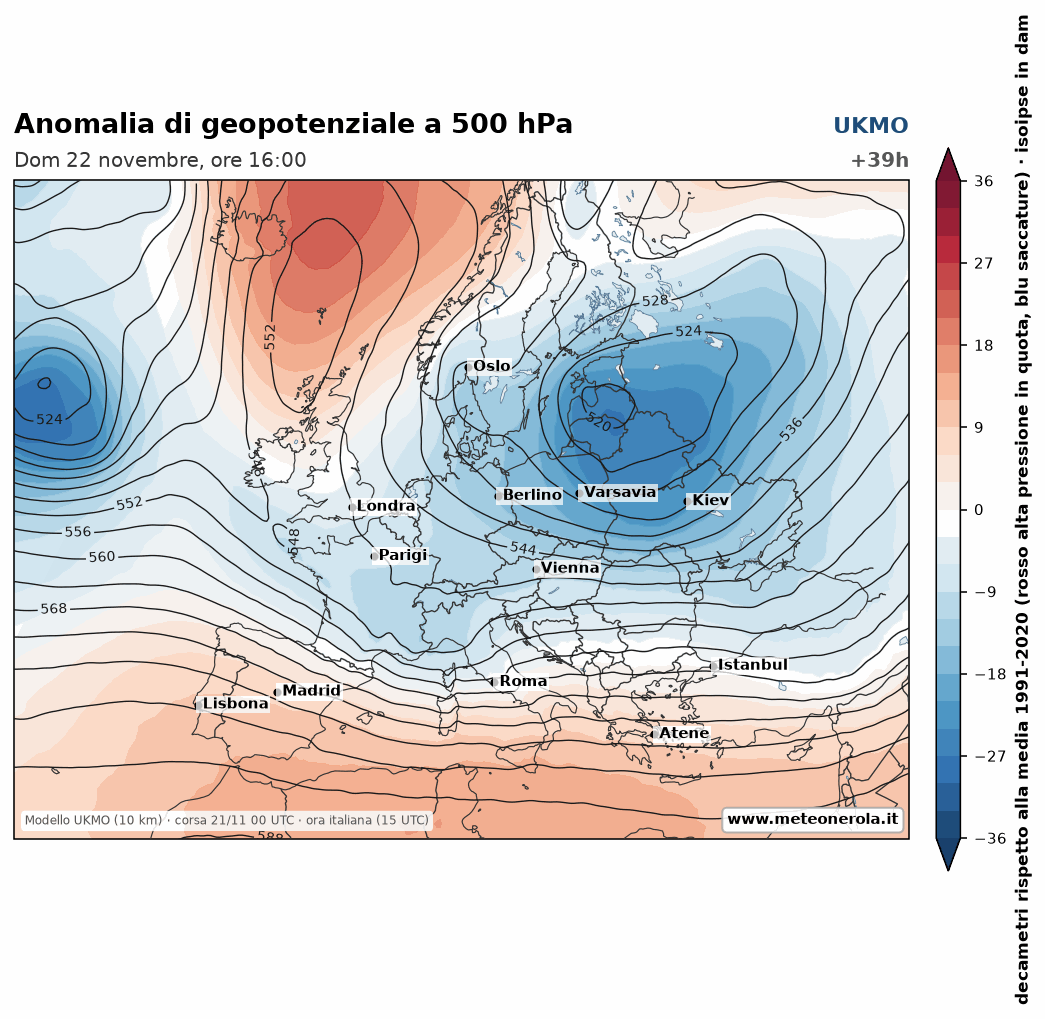 Anomalia di geopotenziale a 500 hPa
UKMO
Dom 22 novembre, ore 16:00
+39h
decametri rispetto alla media 1991-2020 (rosso alta pressione in quota, blu saccature) · isoipse in dam
36
27
18
9
0
−9
−18
−27
−36
528
524
552
Oslo
524
520
536
552
Berlino
Varsavia
Kiev
Londra
556
548
544
560
Parigi
Vienna
568
Istanbul
Roma
Madrid
Lisbona
Atene
Modello UKMO (10 km) · corsa 21/11 00 UTC · ora italiana (15 UTC)
www.meteonerola.it
588